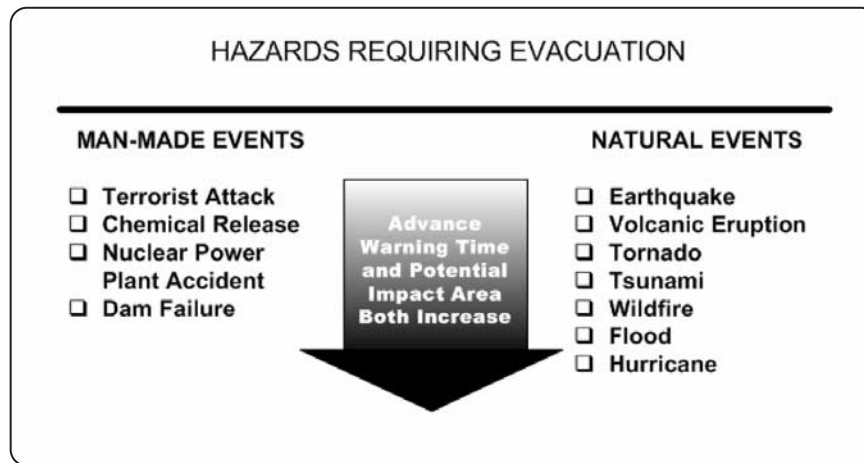 HAZARDS REQUIRING EVACUATION
MAN-MADE EVENTS
❑ Terrorist Attack
❑ Chemical Release
❑ Nuclear Power
Plant Accident
❑ Dam Failure
Advance
Warning Time
and Potential
Impact Area
Both Increase
NATURAL EVENTS
❑ Earthquake
❑ Volcanic Eruption
❑ Tornado
❑ Tsunami
❑ Wildfire
❑ Flood
❑ Hurricane